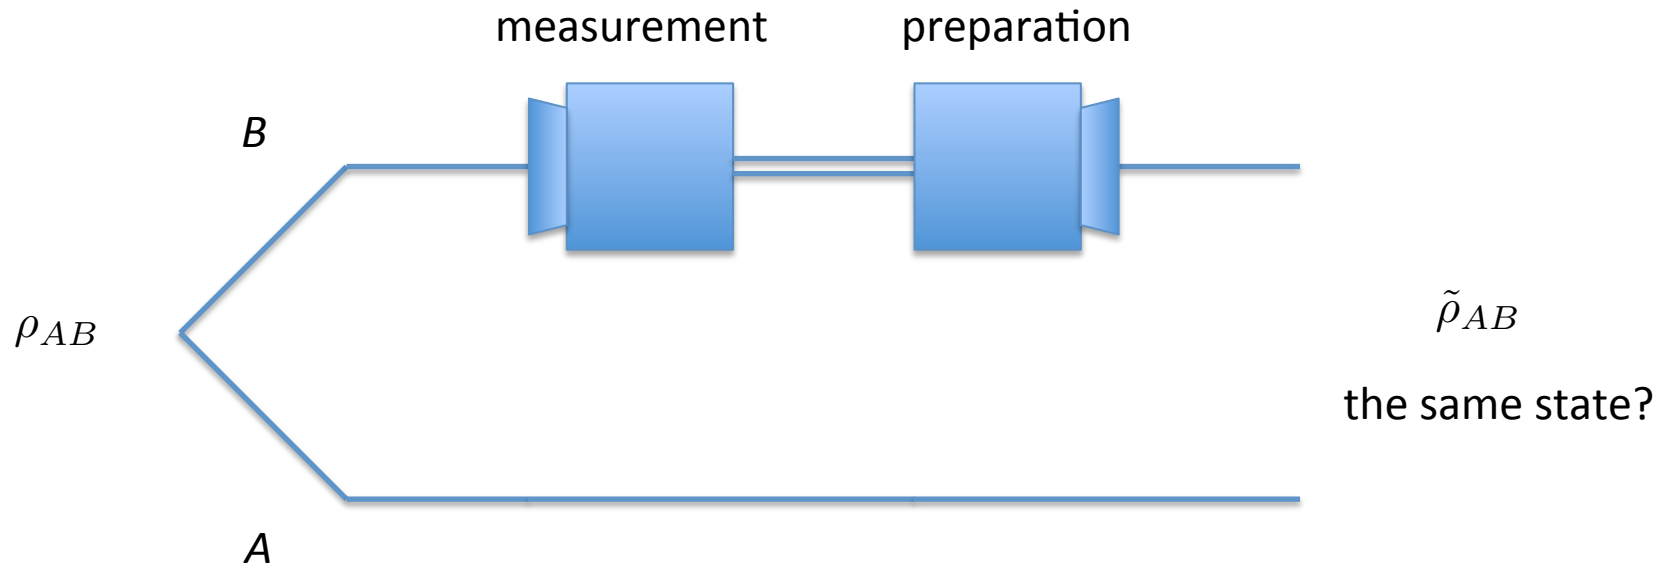 measurement preparation
B
ρ_AB
ρ̃_AB
the same state?
A